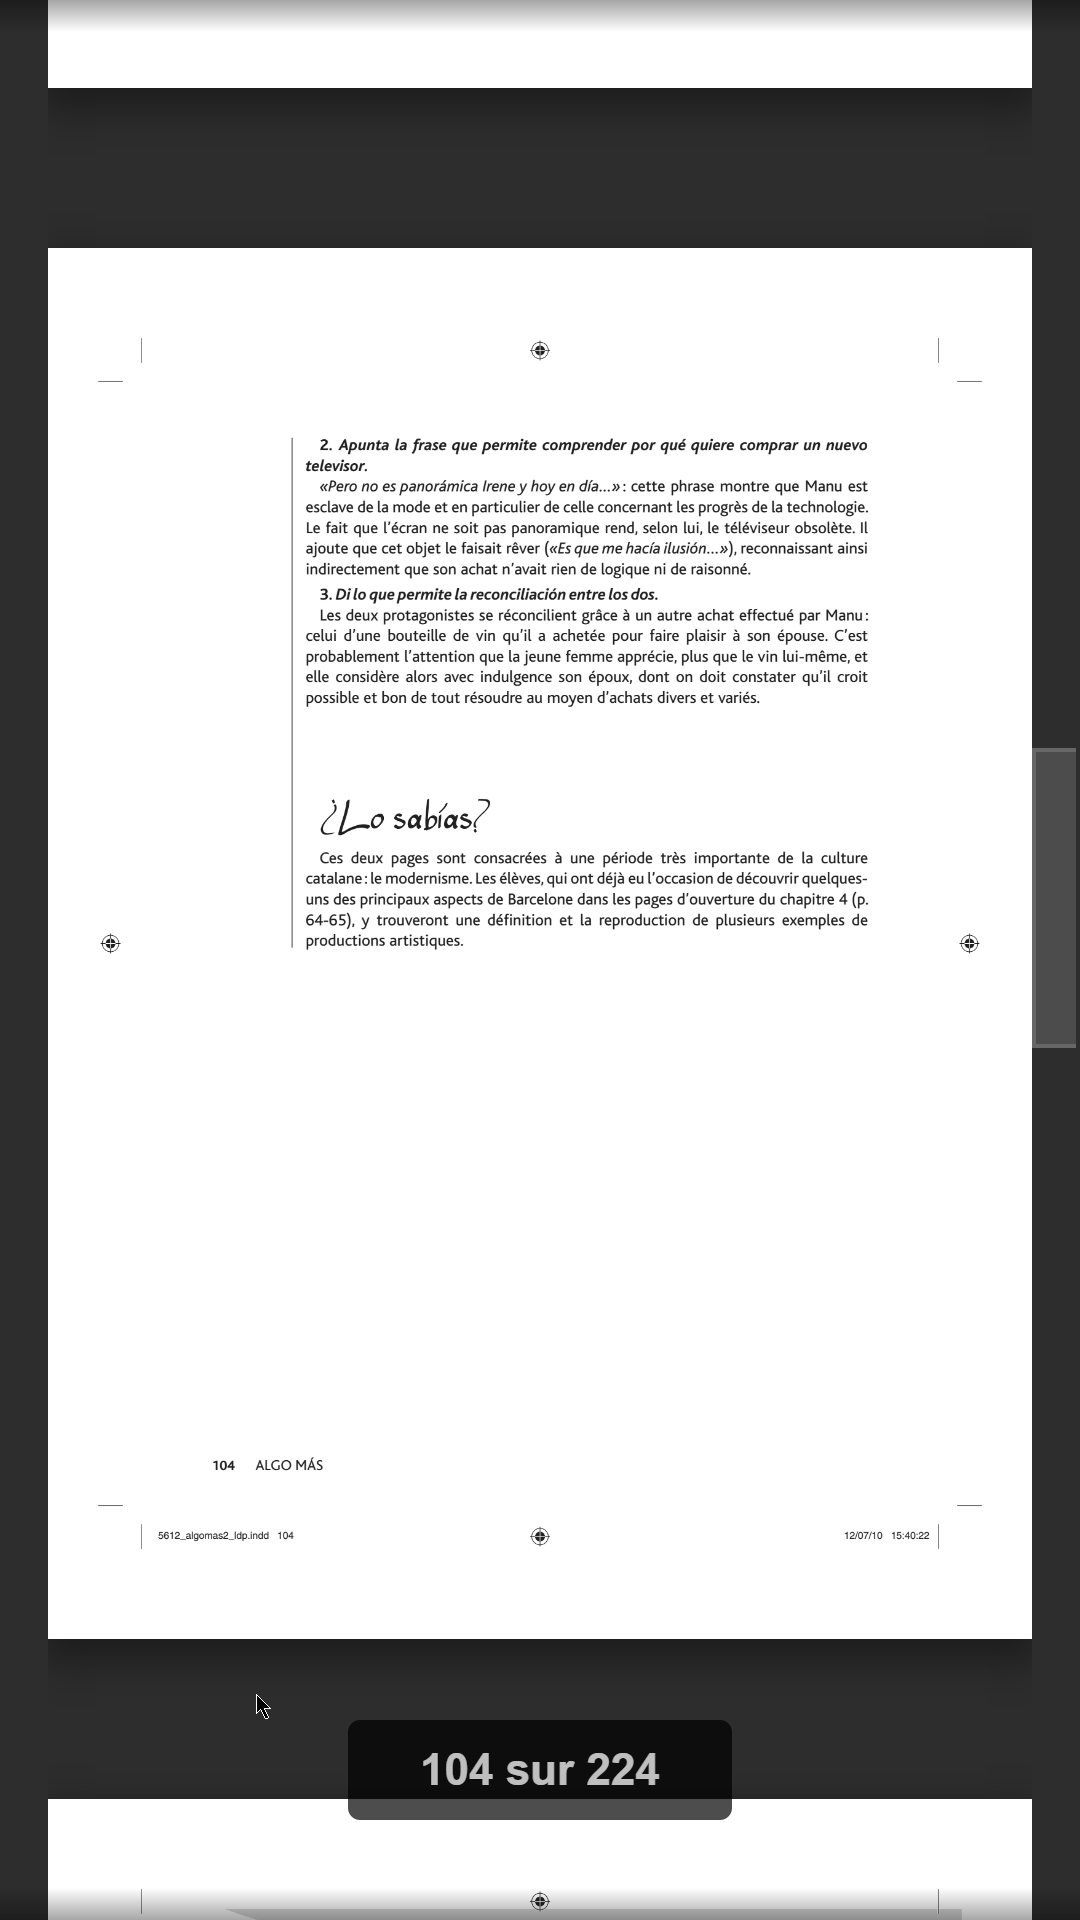 2. Apunta la frase que permite comprender por qué quiere comprar un nuevo
televisor.
«Pero no es panorámica Irene y hoy en día...» : cette phrase montre que Manu est
esclave de la mode et en particulier de celle concernant les progrès de la technologie.
Le fait que l’écran ne soit pas panoramique rend, selon lui, le téléviseur obsolète. Il
ajoute que cet objet le faisait rêver («Es que me hacía ilusión...»), reconnaissant ainsi
indirectement que son achat n’avait rien de logique ni de raisonné.
3. Di lo que permite la reconciliación entre los dos.
Les deux protagonistes se réconcilient grâce à un autre achat effectué par Manu :
celui d’une bouteille de vin qu’il a achetée pour faire plaisir à son épouse. C’est
probablement l’attention que la jeune femme apprécie, plus que le vin lui-même, et
elle considère alors avec indulgence son époux, dont on doit constater qu’il croit
possible et bon de tout résoudre au moyen d’achats divers et variés.
¿Lo sabías?
Ces deux pages sont consacrées à une période très importante de la culture
catalane : le modernisme. Les élèves, qui ont déjà eu l’occasion de découvrir quelques-
uns des principaux aspects de Barcelone dans les pages d’ouverture du chapitre 4 (p.
64-65), y trouveront une définition et la reproduction de plusieurs exemples de
productions artistiques.
104 ALGO MÁS
5612_algomas2_ldp.indd 104
12/07/10 15:40:22
104 sur 224